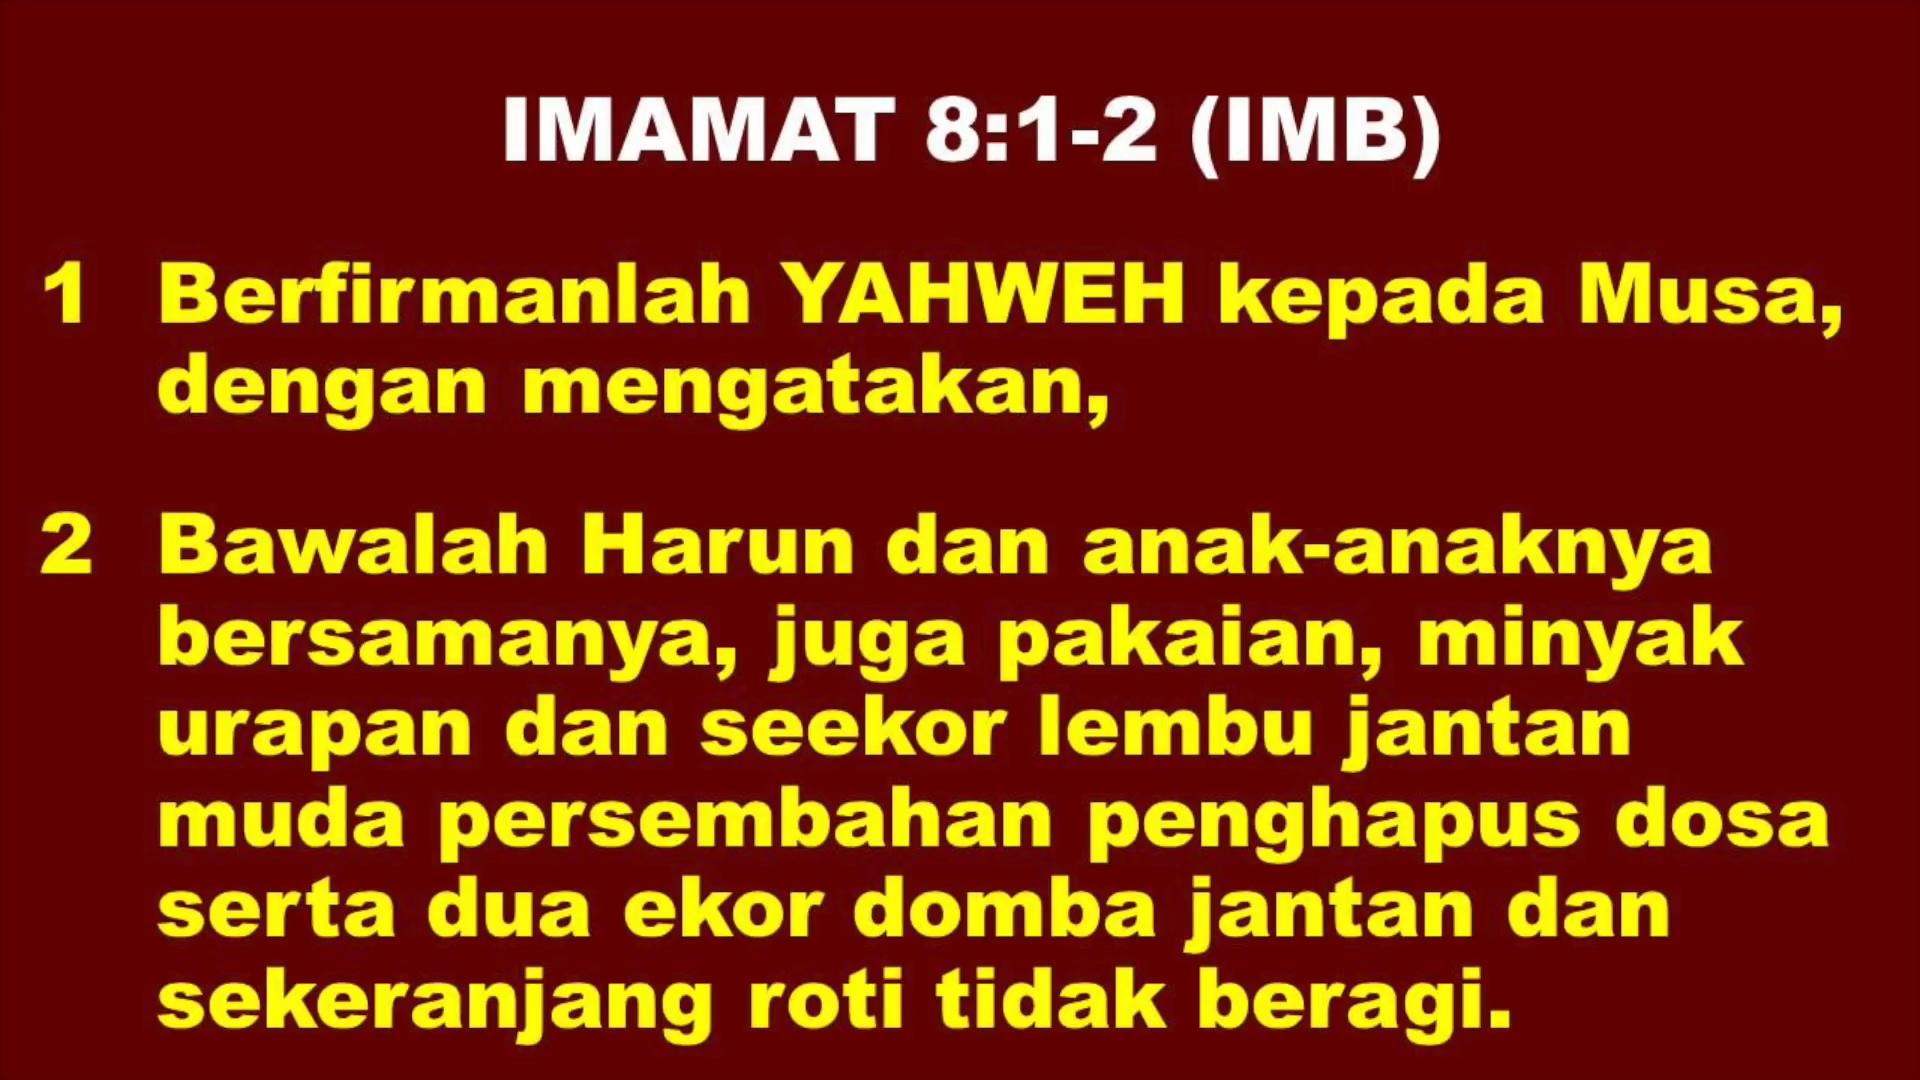 IMAMAT 8:1-2 (IMB)
1 Berfirmanlah YAHWEH kepada Musa,
dengan mengatakan,
2 Bawalah Harun dan anak-anaknya
bersamanya, juga pakaian, minyak
urapan dan seekor lembu jantan
muda persembahan penghapus dosa
serta dua ekor domba jantan dan
sekeranjang roti tidak beragi.